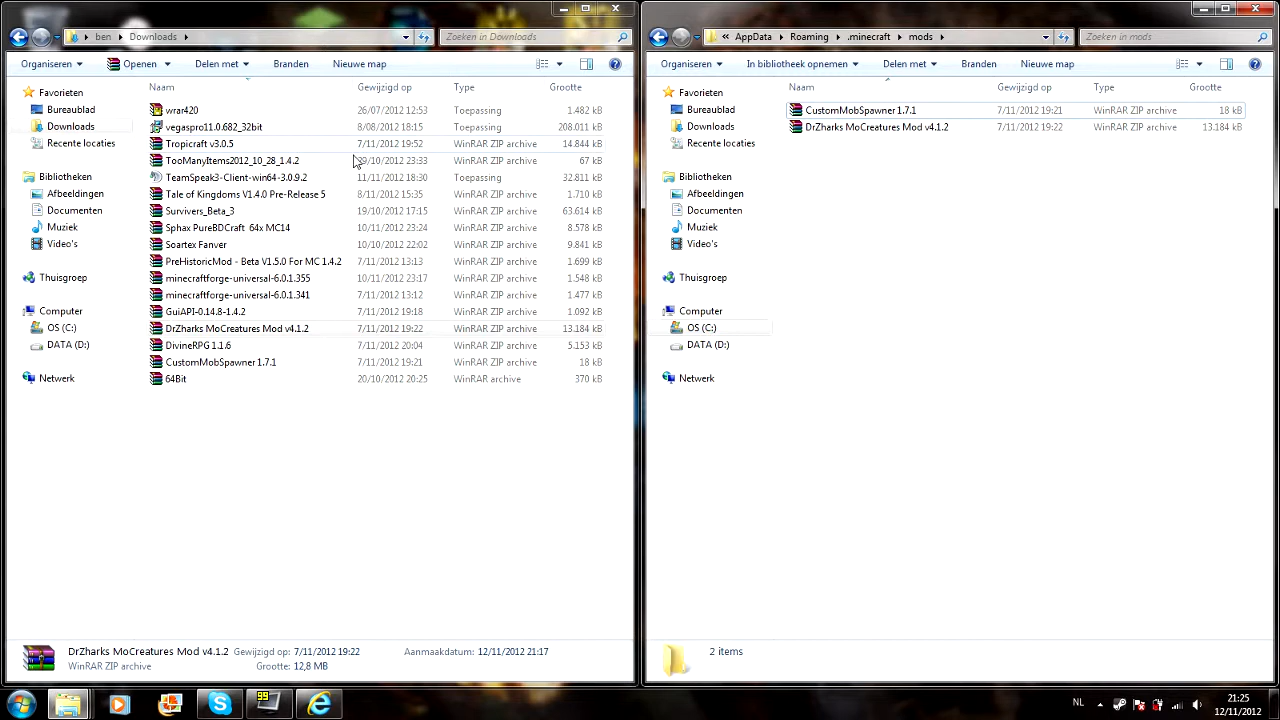 ben ▸ Downloads ▸
Zoeken in Downloads
Organiseren Openen Delen met Branden Nieuwe map
Naam Gewijzigd op Type Grootte
Favorieten
Bureaublad
Downloads
Recente locaties
Bibliotheken
Afbeeldingen
Documenten
Muziek
Video's
Thuisgroep
Computer
OS (C:)
DATA (D:)
Netwerk
wrar420 26/07/2012 12:53 Toepassing 1.482 kB
vegaspro11.0.682_32bit 8/08/2012 18:15 Toepassing 208.011 kB
Tropicraft v3.0.5 7/11/2012 19:52 WinRAR ZIP archive 14.844 kB
TooManyItems2012_10_28_1.4.2 29/10/2012 23:33 WinRAR ZIP archive 67 kB
TeamSpeak3-Client-win64-3.0.9.2 11/11/2012 18:30 Toepassing 32.811 kB
Tale of Kingdoms V1.4.0 Pre-Release 5 8/11/2012 15:35 WinRAR ZIP archive 1.710 kB
Survivers_Beta_3 19/10/2012 17:15 WinRAR ZIP archive 63.614 kB
Sphax PureBDCraft 64x MC14 10/11/2012 23:24 WinRAR ZIP archive 8.578 kB
Soartex Fanver 10/10/2012 22:02 WinRAR ZIP archive 9.841 kB
PreHistoricMod - Beta V1.5.0 For MC 1.4.2 7/11/2012 13:13 WinRAR ZIP archive 1.699 kB
minecraftforge-universal-6.0.1.355 10/11/2012 23:17 WinRAR ZIP archive 1.548 kB
minecraftforge-universal-6.0.1.341 7/11/2012 13:12 WinRAR ZIP archive 1.477 kB
GuiAPI-0.14.8-1.4.2 7/11/2012 19:18 WinRAR ZIP archive 1.092 kB
DrZharks MoCreatures Mod v4.1.2 7/11/2012 19:22 WinRAR ZIP archive 13.184 kB
DivineRPG 1.1.6 7/11/2012 20:04 WinRAR ZIP archive 5.153 kB
CustomMobSpawner 1.7.1 7/11/2012 19:21 WinRAR ZIP archive 18 kB
64Bit 20/10/2012 20:25 WinRAR archive 370 kB
DrZharks MoCreatures Mod v4.1.2 Gewijzigd op: 7/11/2012 19:22 Aanmaakdatum: 12/11/2012 21:17
WinRAR ZIP archive Grootte: 12,8 MB
« AppData ▸ Roaming ▸ .minecraft ▸ mods ▸
Zoeken in mods
Organiseren In bibliotheek opnemen Delen met Branden Nieuwe map
Naam Gewijzigd op Type Grootte
Favorieten
Bureaublad
Downloads
Recente locaties
Bibliotheken
Afbeeldingen
Documenten
Muziek
Video's
Thuisgroep
Computer
OS (C:)
DATA (D:)
Netwerk
CustomMobSpawner 1.7.1 7/11/2012 19:21 WinRAR ZIP archive 18 kB
DrZharks MoCreatures Mod v4.1.2 7/11/2012 19:22 WinRAR ZIP archive 13.184 kB
2 items
99
NL
21:25
12/11/2012